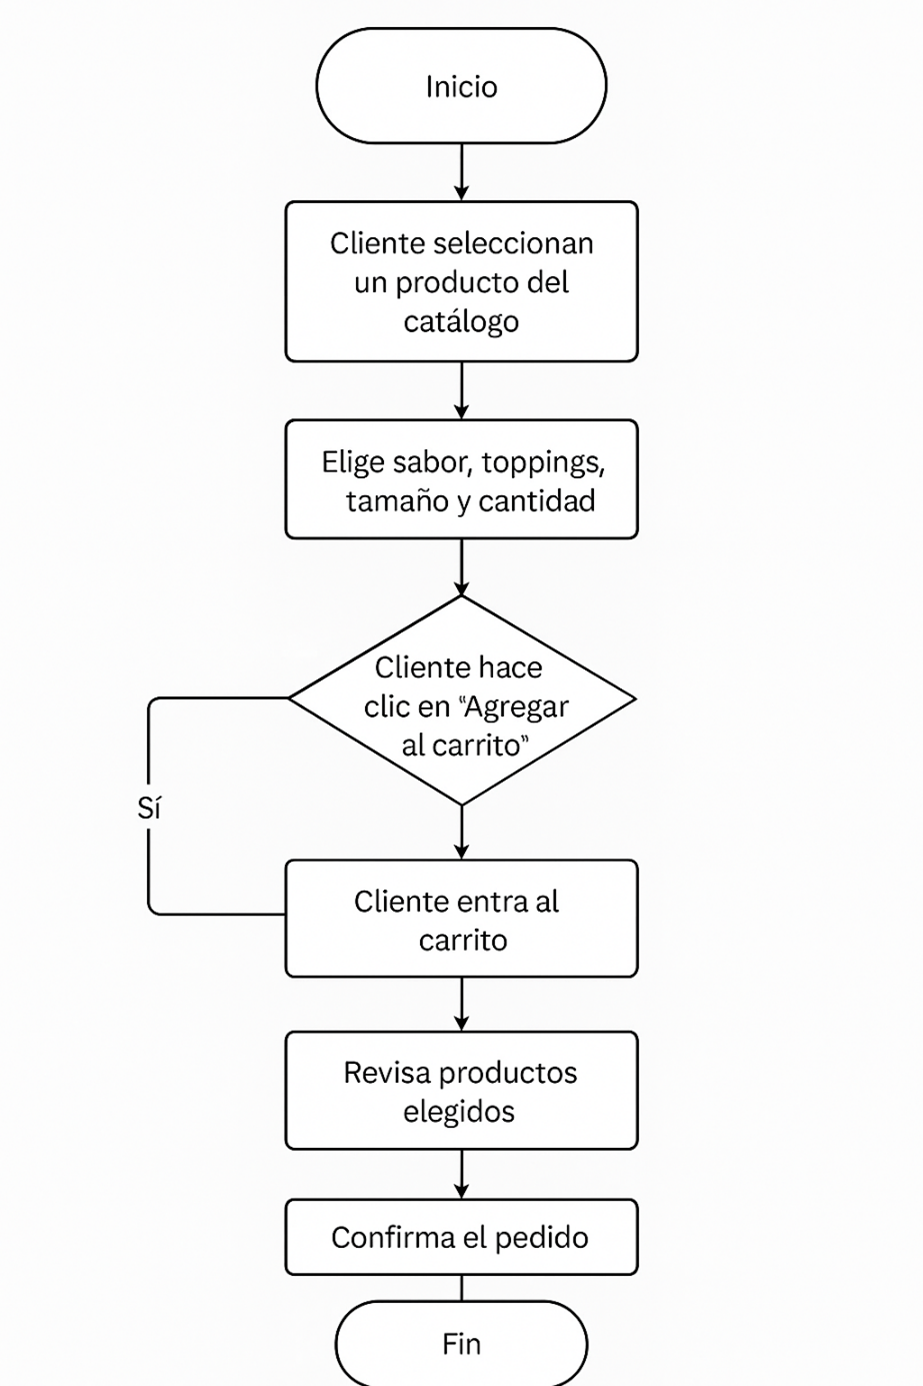 Inicio
Cliente seleccionan
un producto del
catálogo
Elige sabor, toppings,
tamaño y cantidad
Cliente hace
clic en “Agregar
al carrito”
Sí
Cliente entra al
carrito
Revisa productos
elegidos
Confirma el pedido
Fin